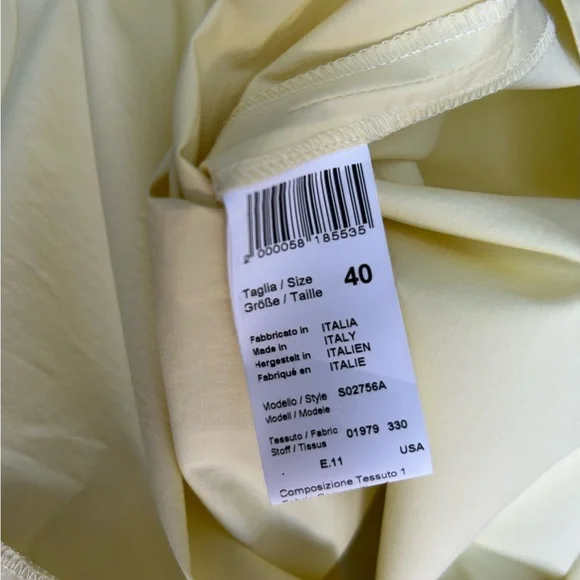 2 000058 185535
Taglia / Size 40
Größe / Taille
Fabbricato in ITALIA
Made in ITALY
Hergestelt in ITALIEN
Fabriqué en ITALIE
Modello / Style S02756A
Modell / Modele
Tessuto / Fabric 01979 330
Stoff / Tissus
E.11 USA
Composizione Tessuto 1